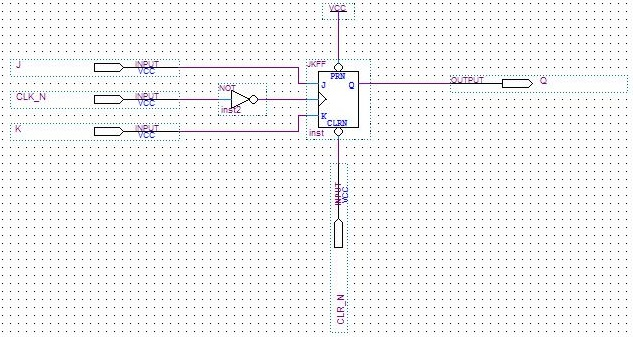 VCC
J
INPUT
VCC
JKFF
PRN
J
Q
OUTPUT
Q
CLK_N
INPUT
VCC
NOT
inst2
K
INPUT
VCC
K
CLRN
inst
INPUT
VCC
CLR_N